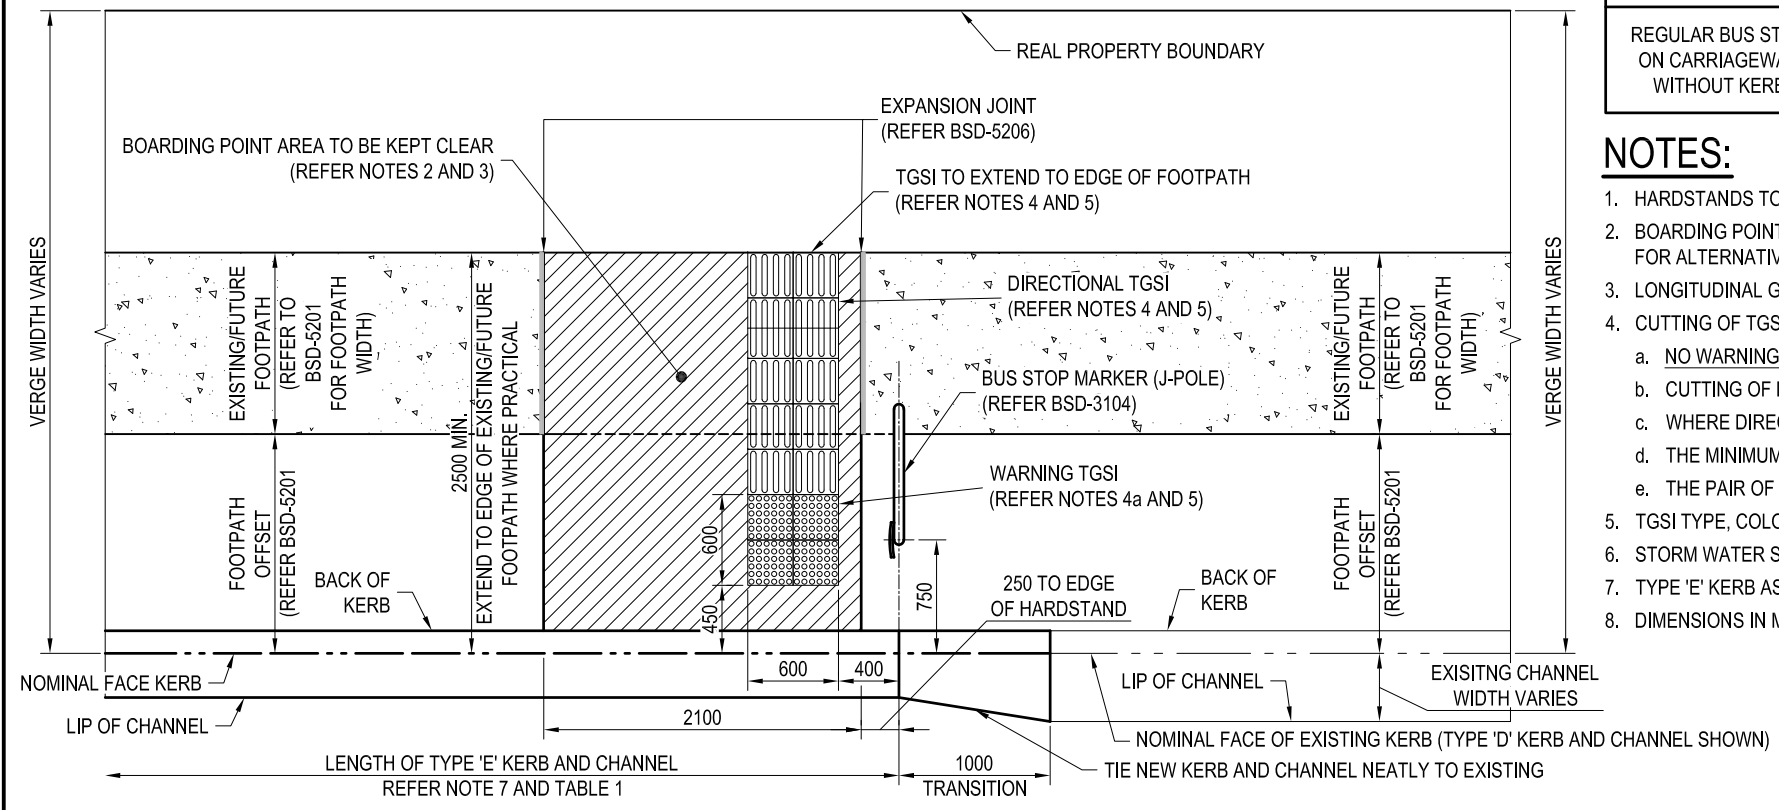 REAL PROPERTY BOUNDARY
EXPANSION JOINT
(REFER BSD-5206)
BOARDING POINT AREA TO BE KEPT CLEAR
(REFER NOTES 2 AND 3)
TGSI TO EXTEND TO EDGE OF FOOTPATH
(REFER NOTES 4 AND 5)
VERGE WIDTH VARIES
EXISTING/FUTURE
FOOTPATH
(REFER TO
BSD-5201
FOR FOOTPATH
WIDTH)
2500 MIN.
EXTEND TO EDGE OF EXISTING/FUTURE
FOOTPATH WHERE PRACTICAL
DIRECTIONAL TGSI
(REFER NOTES 4 AND 5)
BUS STOP MARKER (J-POLE)
(REFER BSD-3104)
EXISTING/FUTURE
FOOTPATH
(REFER TO
BSD-5201
FOR FOOTPATH
WIDTH)
VERGE WIDTH VARIES
WARNING TGSI
(REFER NOTES 4a AND 5)
FOOTPATH
OFFSET
(REFER BSD-5201
FOOTPATH
OFFSET
(REFER BSD-5201
600
450
750
BACK OF
KERB
250 TO EDGE
OF HARDSTAND
BACK OF
KERB
NOMINAL FACE KERB
LIP OF CHANNEL
600
400
2100
LIP OF CHANNEL
EXISITNG CHANNEL
WIDTH VARIES
NOMINAL FACE OF EXISTING KERB (TYPE 'D' KERB AND CHANNEL SHOWN)
TIE NEW KERB AND CHANNEL NEATLY TO EXISTING
LENGTH OF TYPE 'E' KERB AND CHANNEL
REFER NOTE 7 AND TABLE 1
1000
TRANSITION
REGULAR BUS ST
ON CARRIAGEWA
WITHOUT KERB
NOTES:
1. HARDSTANDS TO
2. BOARDING POINT
FOR ALTERNATIV
3. LONGITUDINAL G
4. CUTTING OF TGS
a. NO WARNING
b. CUTTING OF
c. WHERE DIREC
d. THE MINIMUM
e. THE PAIR OF
5. TGSI TYPE, COLO
6. STORM WATER S
7. TYPE 'E' KERB AS
8. DIMENSIONS IN M